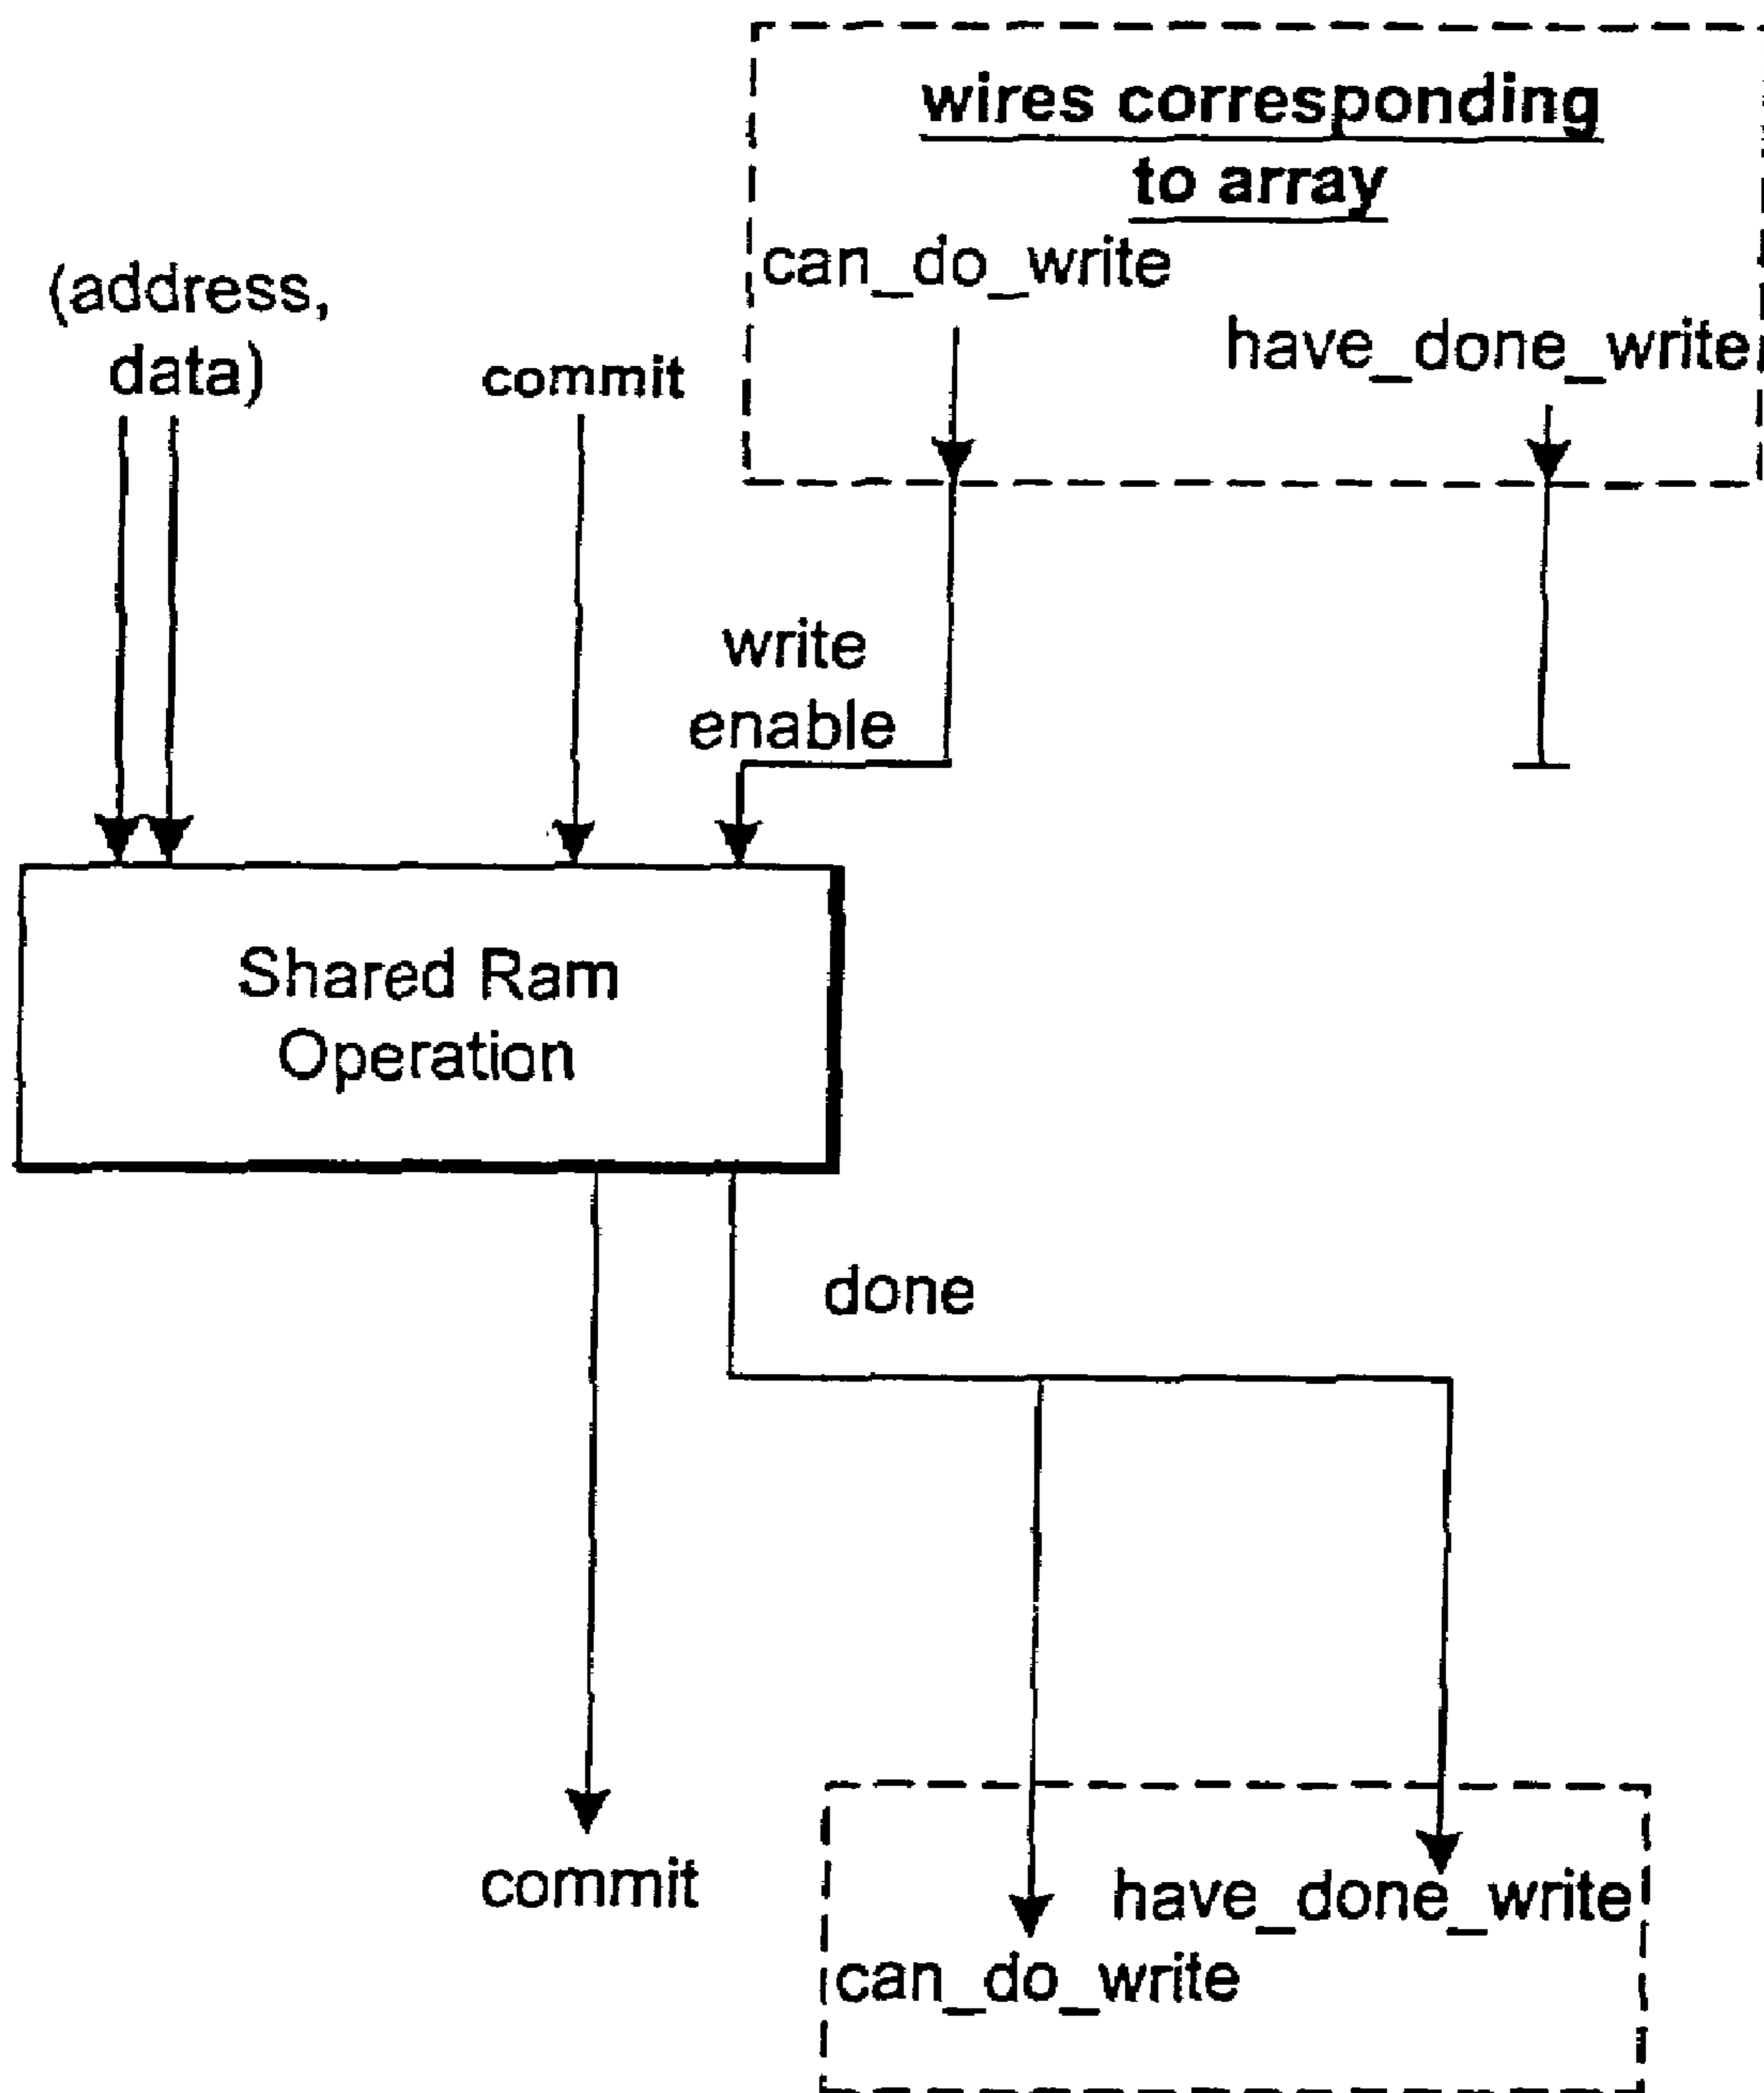 wires corresponding
to array
can_do_write
(address,
data)
commit
have_done_write
write
enable
Shared Ram
Operation
done
commit
have_done_write
can_do_write